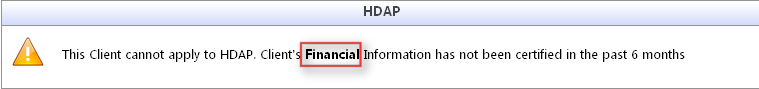 HDAP
This Client cannot apply to HDAP. Client's Financial Information has not been certified in the past 6 months